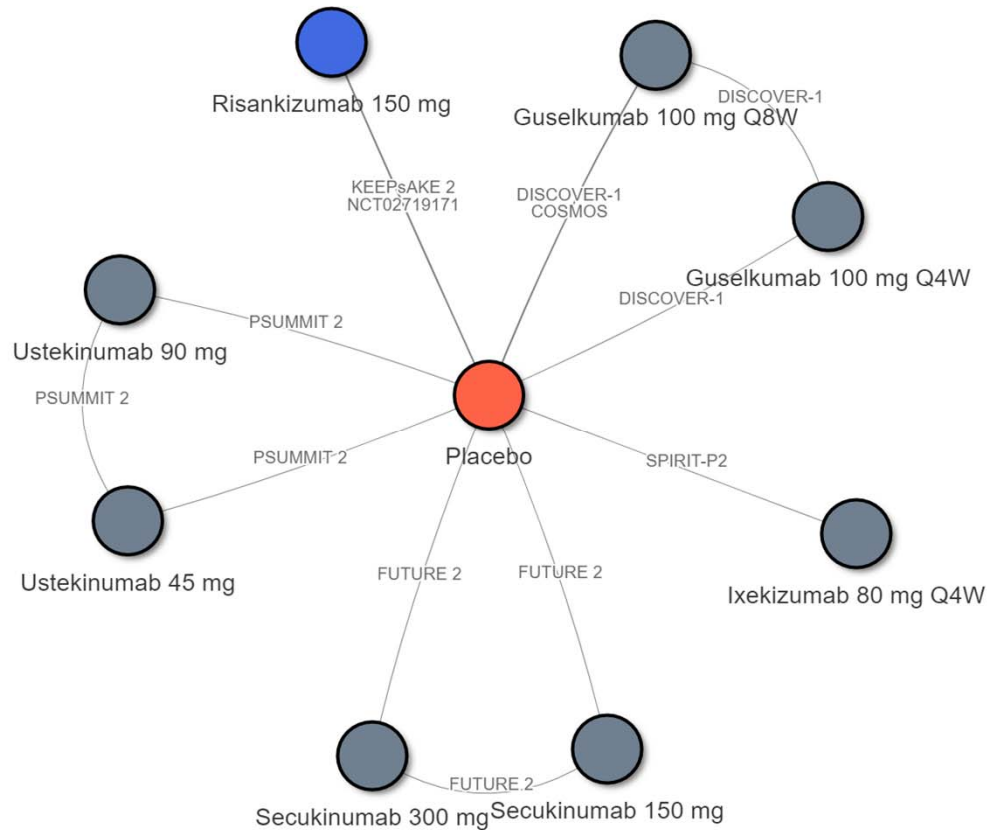 Risankizumab 150 mg
Guselkumab 100 mg Q8W
DISCOVER-1
KEEPsAKE 2
NCT02719171
DISCOVER-1
COSMOS
Guselkumab 100 mg Q4W
DISCOVER-1
PSUMMIT 2
Ustekinumab 90 mg
PSUMMIT 2
PSUMMIT 2
Placebo
SPIRIT-P2
Ustekinumab 45 mg
FUTURE 2
FUTURE 2
Ixekizumab 80 mg Q4W
FUTURE 2
Secukinumab 300 mg
Secukinumab 150 mg